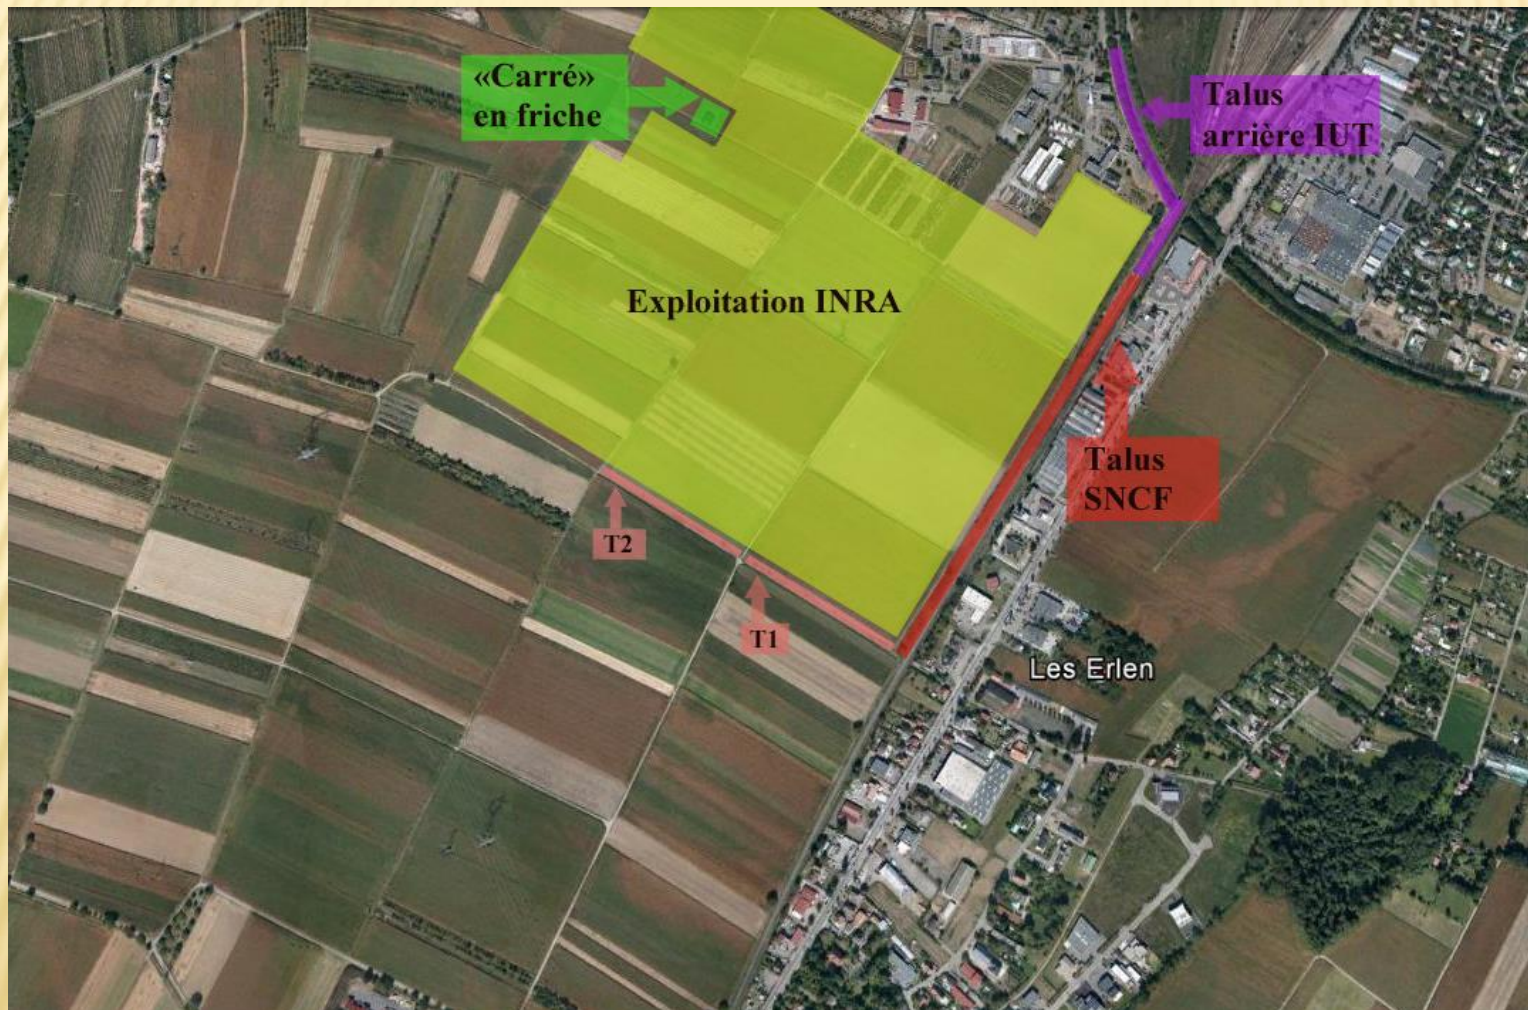 «Carré»
en friche
Talus
arrière IUT
Exploitation INRA
Talus
SNCF
T2
T1
Les Erlen